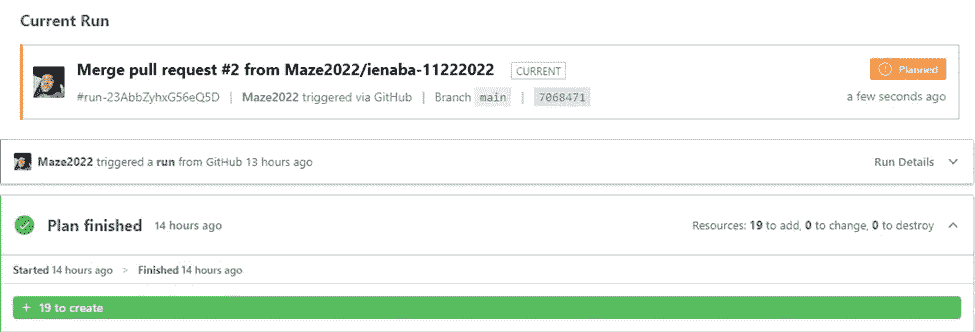 Current Run
Merge pull request #2 from Maze2022/ienaba-11222022 CURRENT
Planned
#run-23AbbZyhxG56eQ5D | Maze2022 triggered via GitHub | Branch main | 7068471
a few seconds ago
Maze2022 triggered a run from GitHub 13 hours ago
Run Details
Plan finished 14 hours ago
Resources: 19 to add, 0 to change, 0 to destroy
Started 14 hours ago > Finished 14 hours ago
+ 19 to create